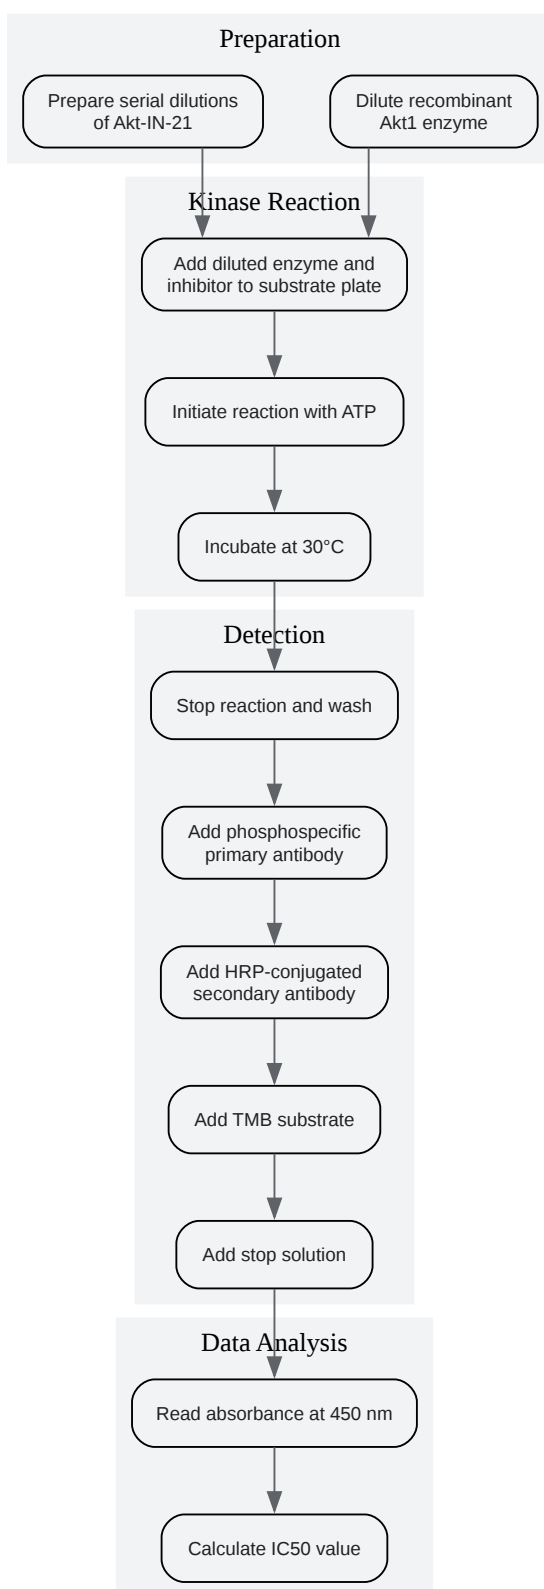 Preparation
Prepare serial dilutions
of Akt-IN-21
Dilute recombinant
Akt1 enzyme
Kinase Reaction
Add diluted enzyme and
inhibitor to substrate plate
Initiate reaction with ATP
Incubate at 30°C
Detection
Stop reaction and wash
Add phosphospecific
primary antibody
Add HRP-conjugated
secondary antibody
Add TMB substrate
Add stop solution
Data Analysis
Read absorbance at 450 nm
Calculate IC50 value